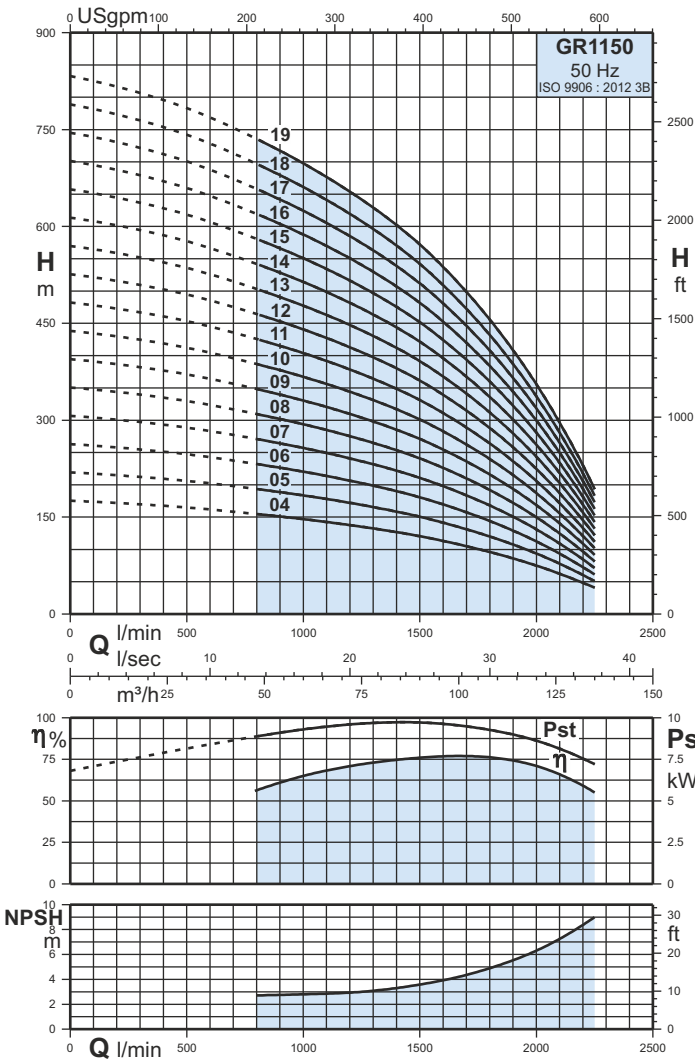 0 USgpm 100 200 300 400 500 600
GR1150
50 Hz
ISO 9906 : 2012 3B
900
750
600
450
300
150
0
H
m
2500
2000
1500
1000
500
0
H
ft
19
18
17
16
15
14
13
12
11
10
09
08
07
06
05
04
0 500 1000 1500 2000 2500
Q l/min
0 l/sec 10 20 30 40
0 m³/h 25 50 75 100 125 150
100
75
50
25
0
η %
10
7.5
5
2.5
0
Ps
kW
Pst
η
NPSH
m
10
8
6
4
2
0
30
20
10
0
ft
0 Q l/min 500 1000 1500 2000 2500